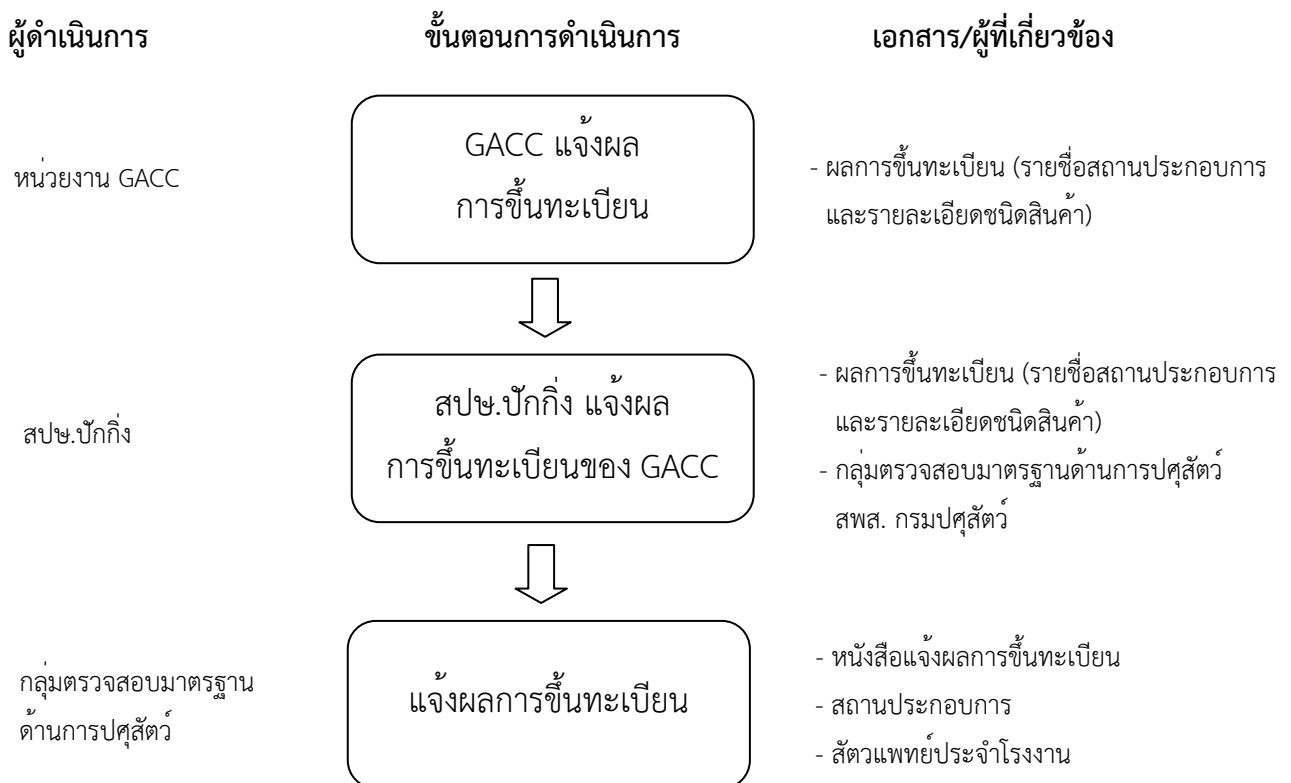 ผู้ดำเนินการ ขั้นตอนการดำเนินการ เอกสาร/ผู้ที่เกี่ยวข้อง
หน่วยงาน GACC
GACC แจ้งผล
การขึ้นทะเบียน
- ผลการขึ้นทะเบียน (รายชื่อสถานประกอบการ
และรายละเอียดชนิดสินค้า)
สปษ.ปักกิ่ง
สปษ.ปักกิ่ง แจ้งผล
การขึ้นทะเบียนของ GACC
- ผลการขึ้นทะเบียน (รายชื่อสถานประกอบการ
และรายละเอียดชนิดสินค้า)
- กลุ่มตรวจสอบมาตรฐานด้านการปศุสัตว์
สพส. กรมปศุสัตว์
กลุ่มตรวจสอบมาตรฐาน
ด้านการปศุสัตว์
แจ้งผลการขึ้นทะเบียน
- หนังสือแจ้งผลการขึ้นทะเบียน
- สถานประกอบการ
- สัตวแพทย์ประจำโรงงาน